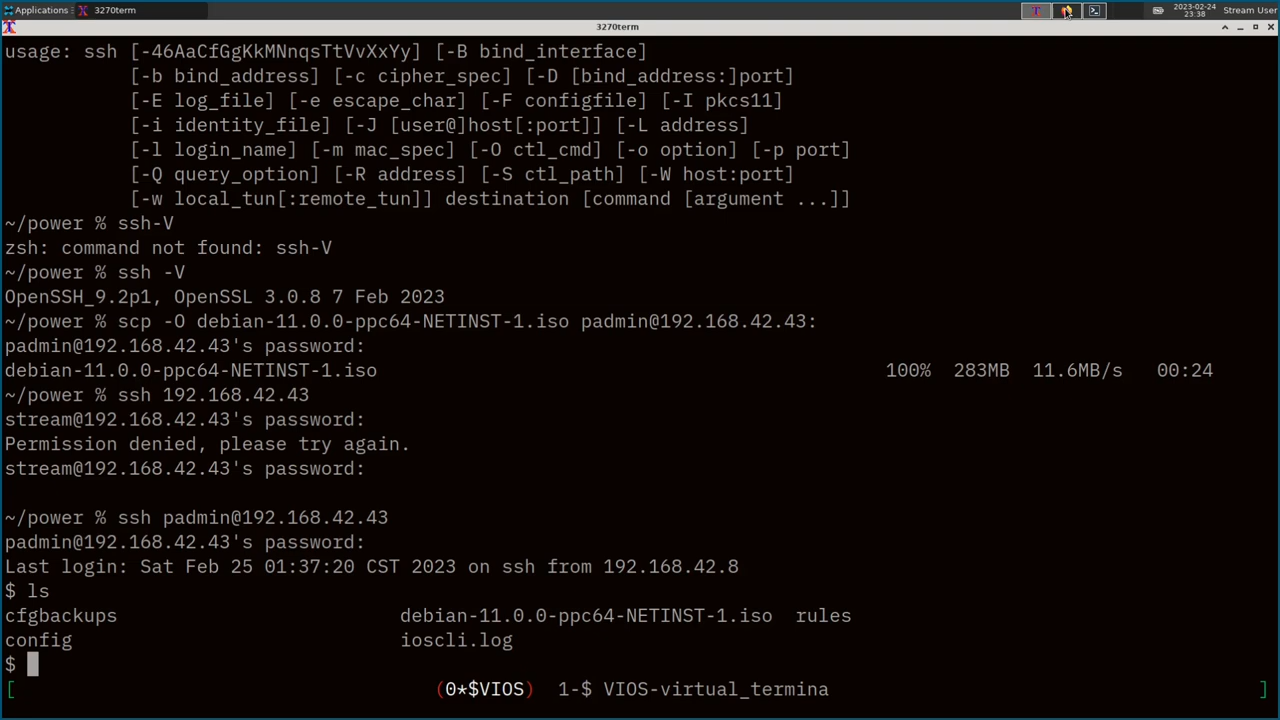 Applications
3270term
2023-02-24
23:38
Stream User
3270term
usage: ssh [-46AaCfGgKkMNnqsTtVvXxYy] [-B bind_interface]
[-b bind_address] [-c cipher_spec] [-D [bind_address:]port]
[-E log_file] [-e escape_char] [-F configfile] [-I pkcs11]
[-i identity_file] [-J [user@]host[:port]] [-L address]
[-l login_name] [-m mac_spec] [-O ctl_cmd] [-o option] [-p port]
[-Q query_option] [-R address] [-S ctl_path] [-W host:port]
[-w local_tun[:remote_tun]] destination [command [argument ...]]
~/power % ssh-V
zsh: command not found: ssh-V
~/power % ssh -V
OpenSSH_9.2p1, OpenSSL 3.0.8 7 Feb 2023
~/power % scp -O debian-11.0.0-ppc64-NETINST-1.iso padmin@192.168.42.43:
padmin@192.168.42.43's password:
debian-11.0.0-ppc64-NETINST-1.iso 100% 283MB 11.6MB/s 00:24
~/power % ssh 192.168.42.43
stream@192.168.42.43's password:
Permission denied, please try again.
stream@192.168.42.43's password:
~/power % ssh padmin@192.168.42.43
padmin@192.168.42.43's password:
Last login: Sat Feb 25 01:37:20 CST 2023 on ssh from 192.168.42.8
$ ls
cfgbackups debian-11.0.0-ppc64-NETINST-1.iso rules
config ioscli.log
$
[ (0*$VIOS) 1-$ VIOS-virtual_termina ]